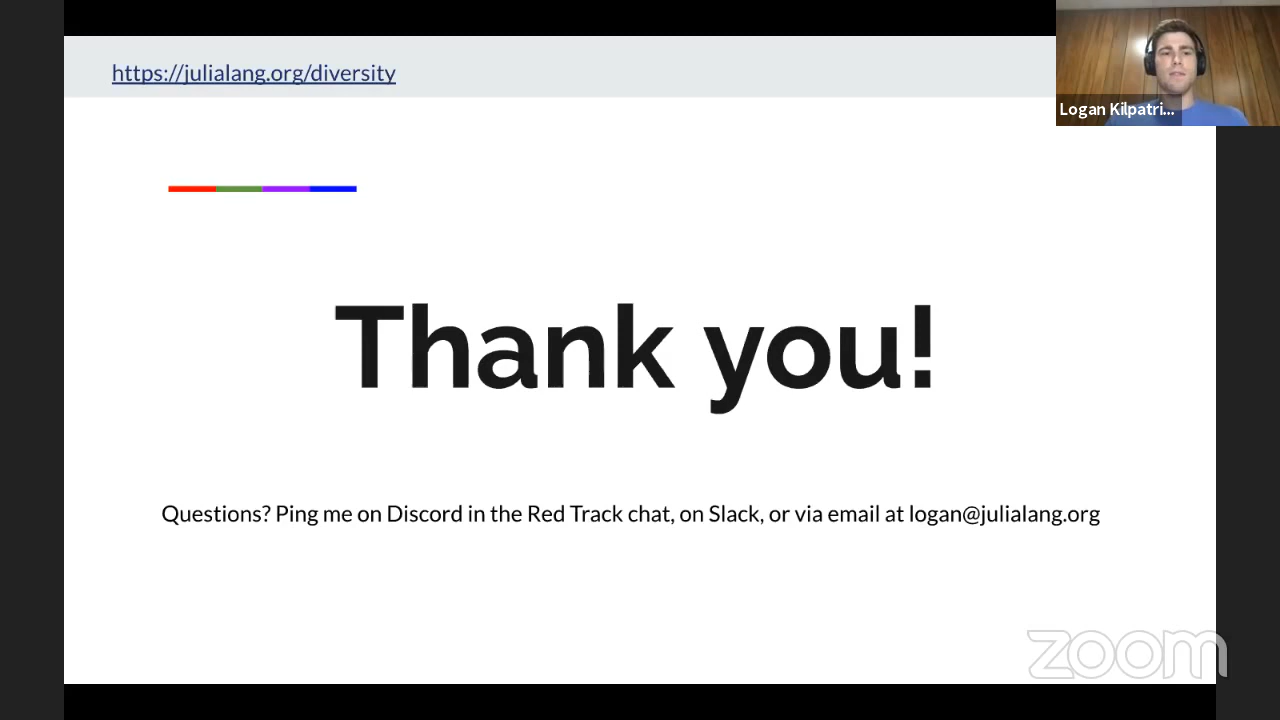 https://julialang.org/diversity
Logan Kilpatri...
Thank you!
Questions? Ping me on Discord in the Red Track chat, on Slack, or via email at logan@julialang.org
zoom